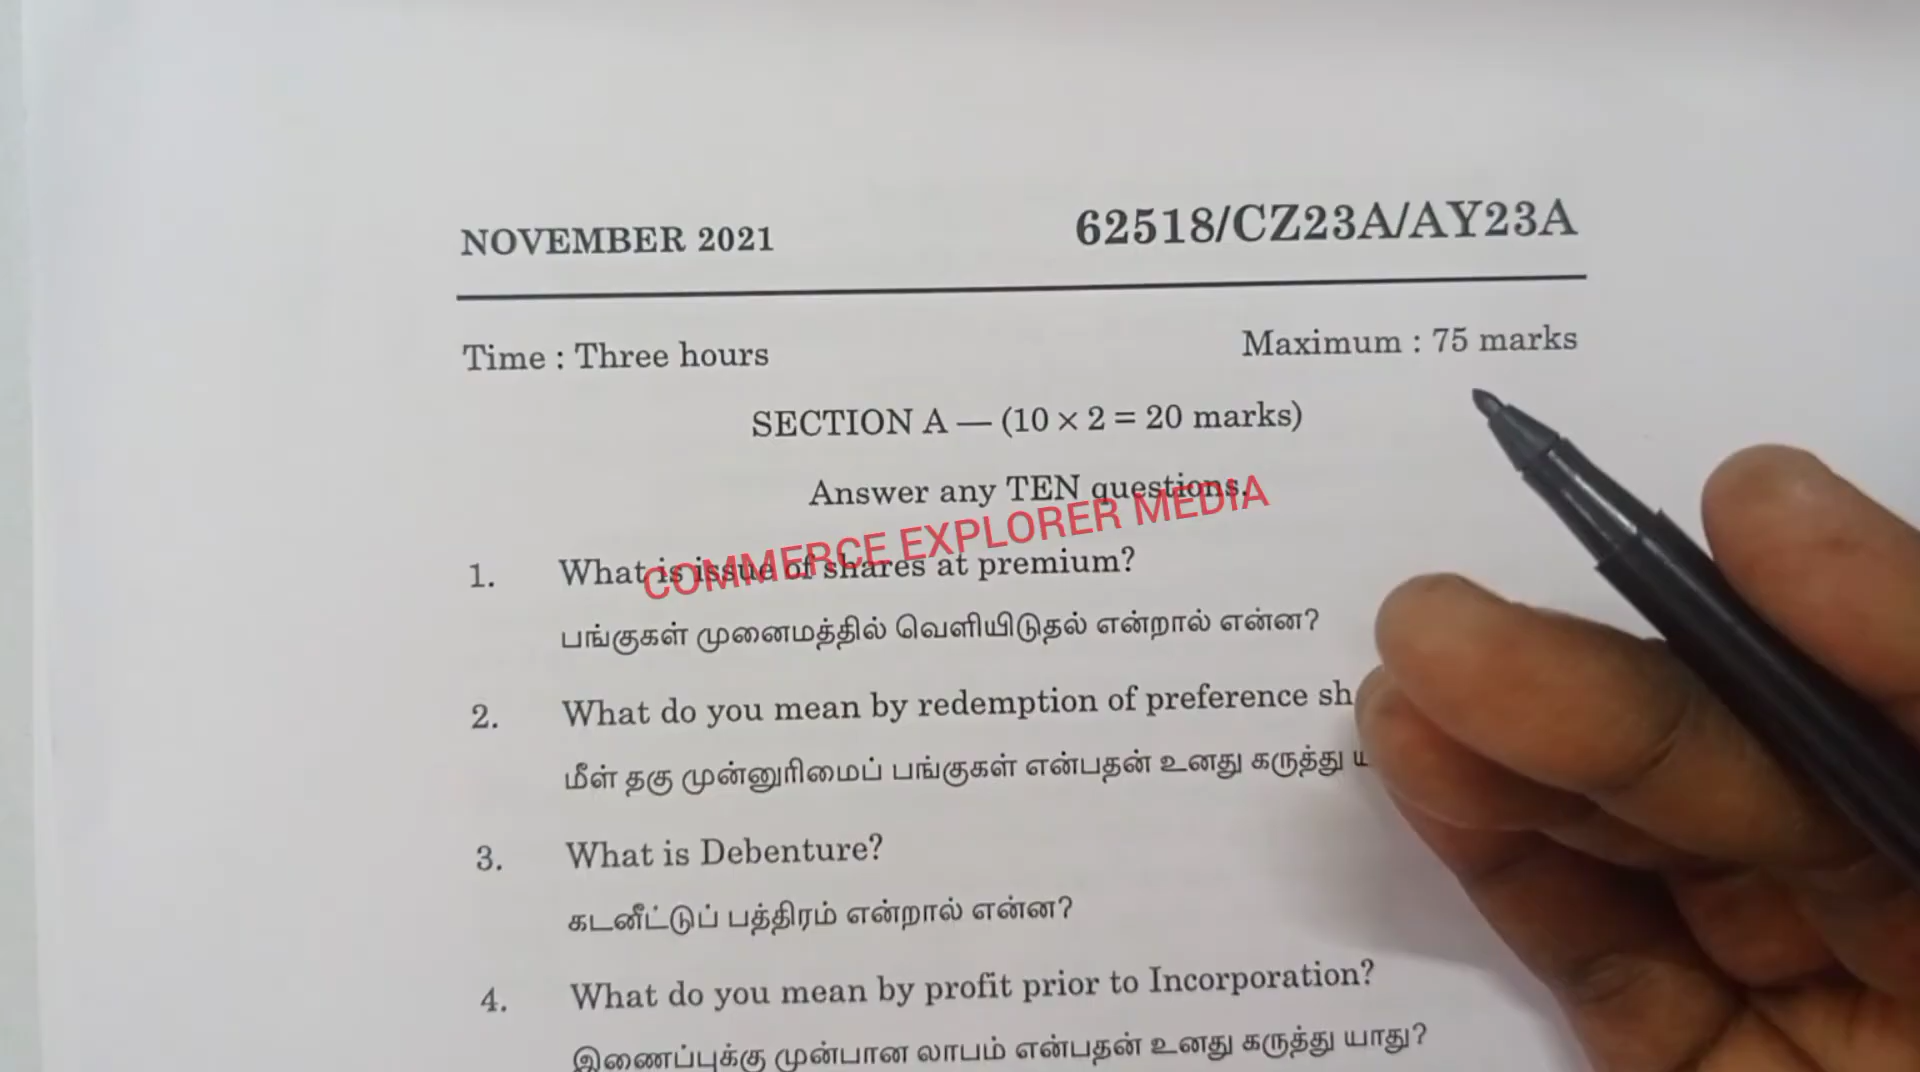 NOVEMBER 2021
62518/CZ23A/AY23A
Time : Three hours
Maximum : 75 marks
SECTION A — (10 × 2 = 20 marks)
Answer any TEN questions.
COMMERCE EXPLORER MEDIA
1. What is issue of shares at premium?
பங்குகள் முனைமத்தில் வெளியிடுதல் என்றால் என்ன?
2. What do you mean by redemption of preference
மீள் தகு முன்னுரிமைப் பங்குகள் என்பதன் உனது கருத்து
3. What is Debenture?
கடனீட்டுப் பத்திரம் என்றால் என்ன?
4. What do you mean by profit prior to Incorporation?
இணைப்புக்கு முன்பான லாபம் என்பதன் உனது கருத்து யாது?